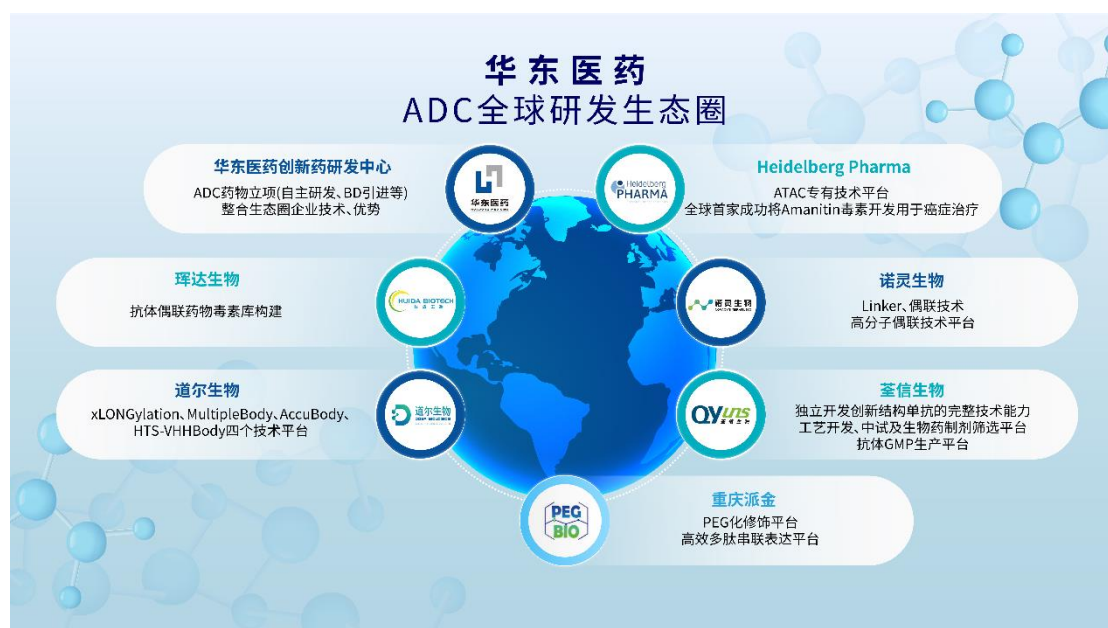 华东医药
ADC全球研发生态圈
华东医药创新药研发中心
ADC药物立项(自主研发、BD引进等)
整合生态圈企业技术、优势
华东医药
Heidelberg
PHARMA
Heidelberg Pharma
ATAC专有技术平台
全球首家成功将Amanitin毒素开发用于癌症治疗
珲达生物
抗体偶联药物毒素库构建
HUIDA BIOTECH
诺灵生物
诺灵生物
Linker、偶联技术
高分子偶联技术平台
道尔生物
xLONGylation、MultipleBody、AccuBody、
HTS-VHHBody四个技术平台
道尔生物
QYuns
荃信生物
荃信生物
独立开发创新结构单抗的完整技术能力
工艺开发、中试及生物药制剂筛选平台
抗体GMP生产平台
PEG
BIO
重庆派金
PEG化修饰平台
高效多肽串联表达平台